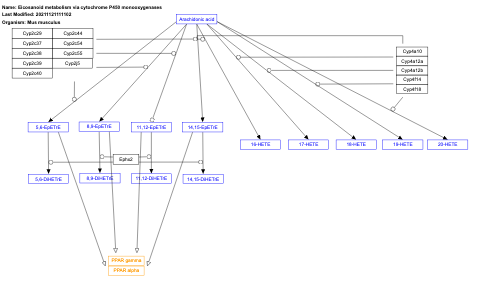 Name: Eicosanoid metabolism via cytochrome P450 monooxygenases
Last Modified: 20211121111102
Organism: Mus musculus
Arachidonic acid
Cyp2c29 Cyp2c44
Cyp2c37 Cyp2c54
Cyp2c38 Cyp2c55
Cyp2c39 Cyp2j5
Cyp2c40
Cyp4a10
Cyp4a12a
Cyp4a12b
Cyp4f14
Cyp4f18
5,6-EpETrE 8,9-EpETrE 11,12-EpETrE 14,15-EpETrE
16-HETE 17-HETE 18-HETE 19-HETE 20-HETE
Ephx2
5,6-DiHETrE 8,9-DiHETrE 11,12-DiHETrE 14,15-DiHETrE
PPAR gamma
PPAR alpha